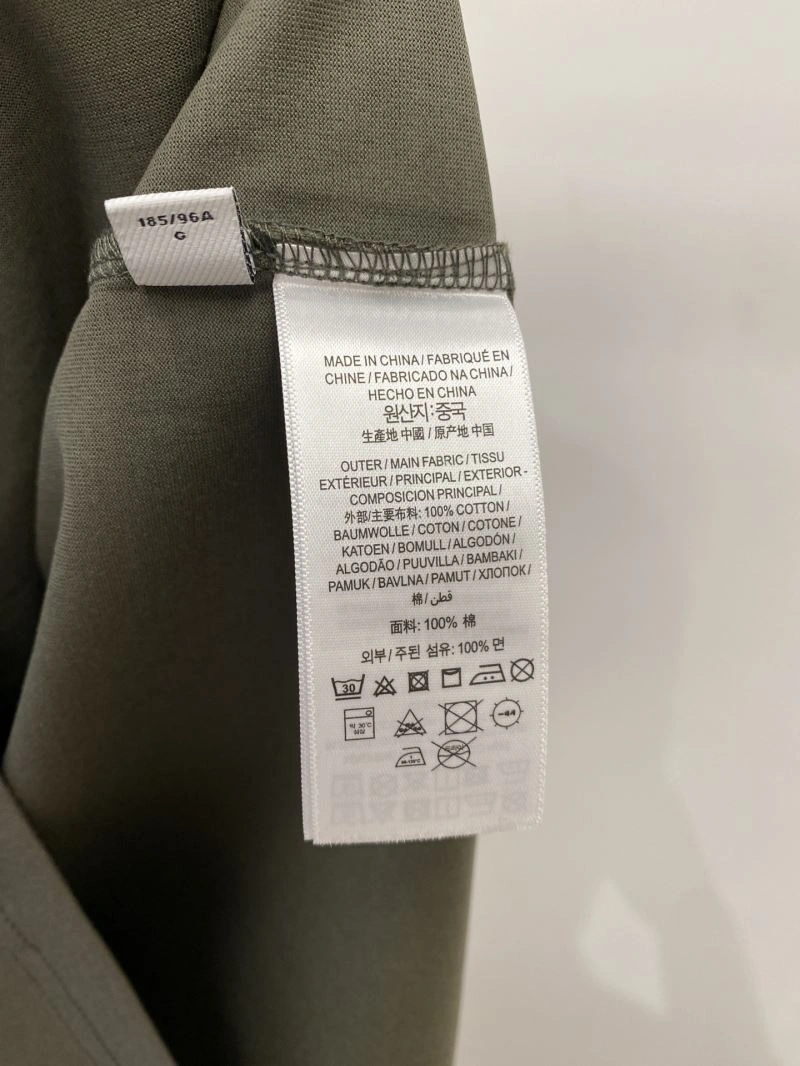 185/96A
C
MADE IN CHINA / FABRIQUÉ EN
CHINE / FABRICADO NA CHINA /
HECHO EN CHINA
원산지: 중국
生產地 中國 / 原产地 中国
OUTER / MAIN FABRIC / TISSU
EXTÉRIEUR / PRINCIPAL / EXTERIOR -
COMPOSICION PRINCIPAL /
外部/主要布料: 100% COTTON /
BAUMWOLLE / COTON / COTONE /
KATOEN / BOMULL / ALGODÓN /
ALGODÃO / PUUVILLA / BAMBAKI /
PAMUK / BAVLNA / PAMUT / ХЛОПОК /
棉 / قطن
面料: 100% 棉
외부 / 주된 섬유: 100% 면
30
약 30℃